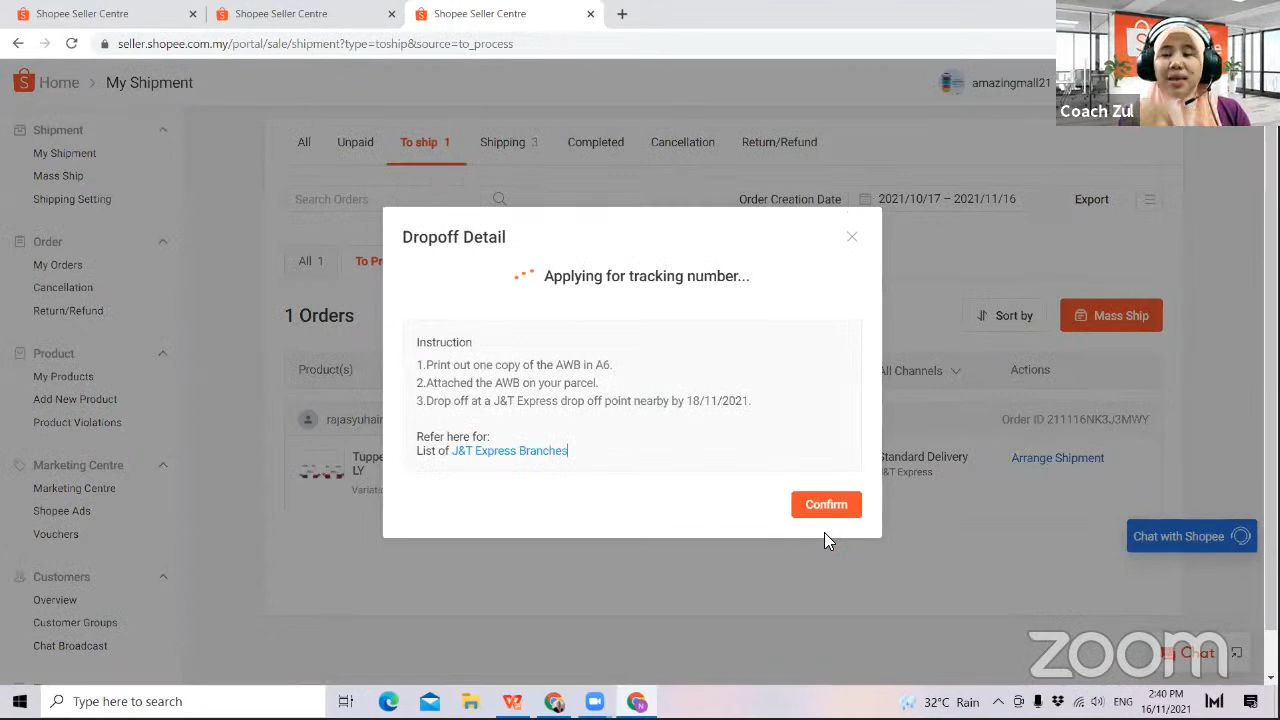 Shopee Seller Centre
Shopee Seller Centre
Shopee Seller Centre
seller.shopee.com.my/portal/sale/shipment?type=toship&source=to_process
Home > My Shipment
amazingmall21
Coach Zul
Shipment
My Shipment
Mass Ship
Shipping Setting
Order
My Orders
Cancellation
Return/Refund
Product
My Products
Add New Product
Product Violations
Marketing Centre
Marketing Centre
Shopee Ads
Vouchers
Customers
Overview
Customer Groups
Chat Broadcast
All
Unpaid
To ship 1
Shipping 3
Completed
Cancellation
Return/Refund
Search Orders
Order Creation Date
2021/10/17 – 2021/11/16
Export
All 1
To Pr
1 Orders
Sort by
Mass Ship
Product(s)
All Channels
Actions
rajasyuhair
Order ID 211116NK3J3MWY
Tuppe
LY
Variatio
Standard Delivery
J&T Express
Arrange Shipment
Dropoff Detail
Applying for tracking number...
Instruction
1.Print out one copy of the AWB in A6.
2.Attached the AWB on your parcel.
3.Drop off at a J&T Express drop off point nearby by 18/11/2021.
Refer here for:
List of J&T Express Branches
Confirm
Chat with Shopee
Chat
zoom
Type here to search
32°C Rain
ENG
2:40 PM
16/11/2021